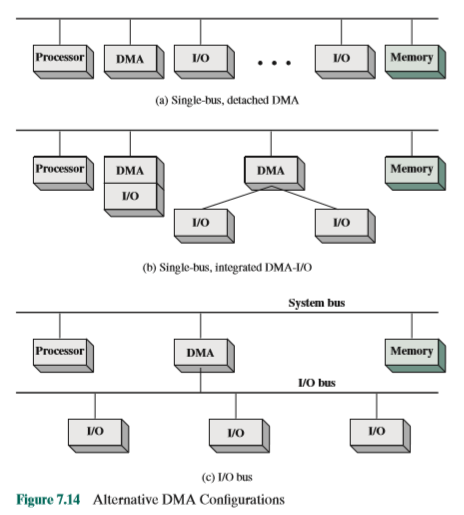 Processor DMA I/O • • • I/O Memory
(a) Single-bus, detached DMA
Processor DMA DMA Memory
I/O
I/O I/O
(b) Single-bus, integrated DMA-I/O
System bus
Processor DMA Memory
I/O bus
I/O I/O I/O
(c) I/O bus
Figure 7.14 Alternative DMA Configurations